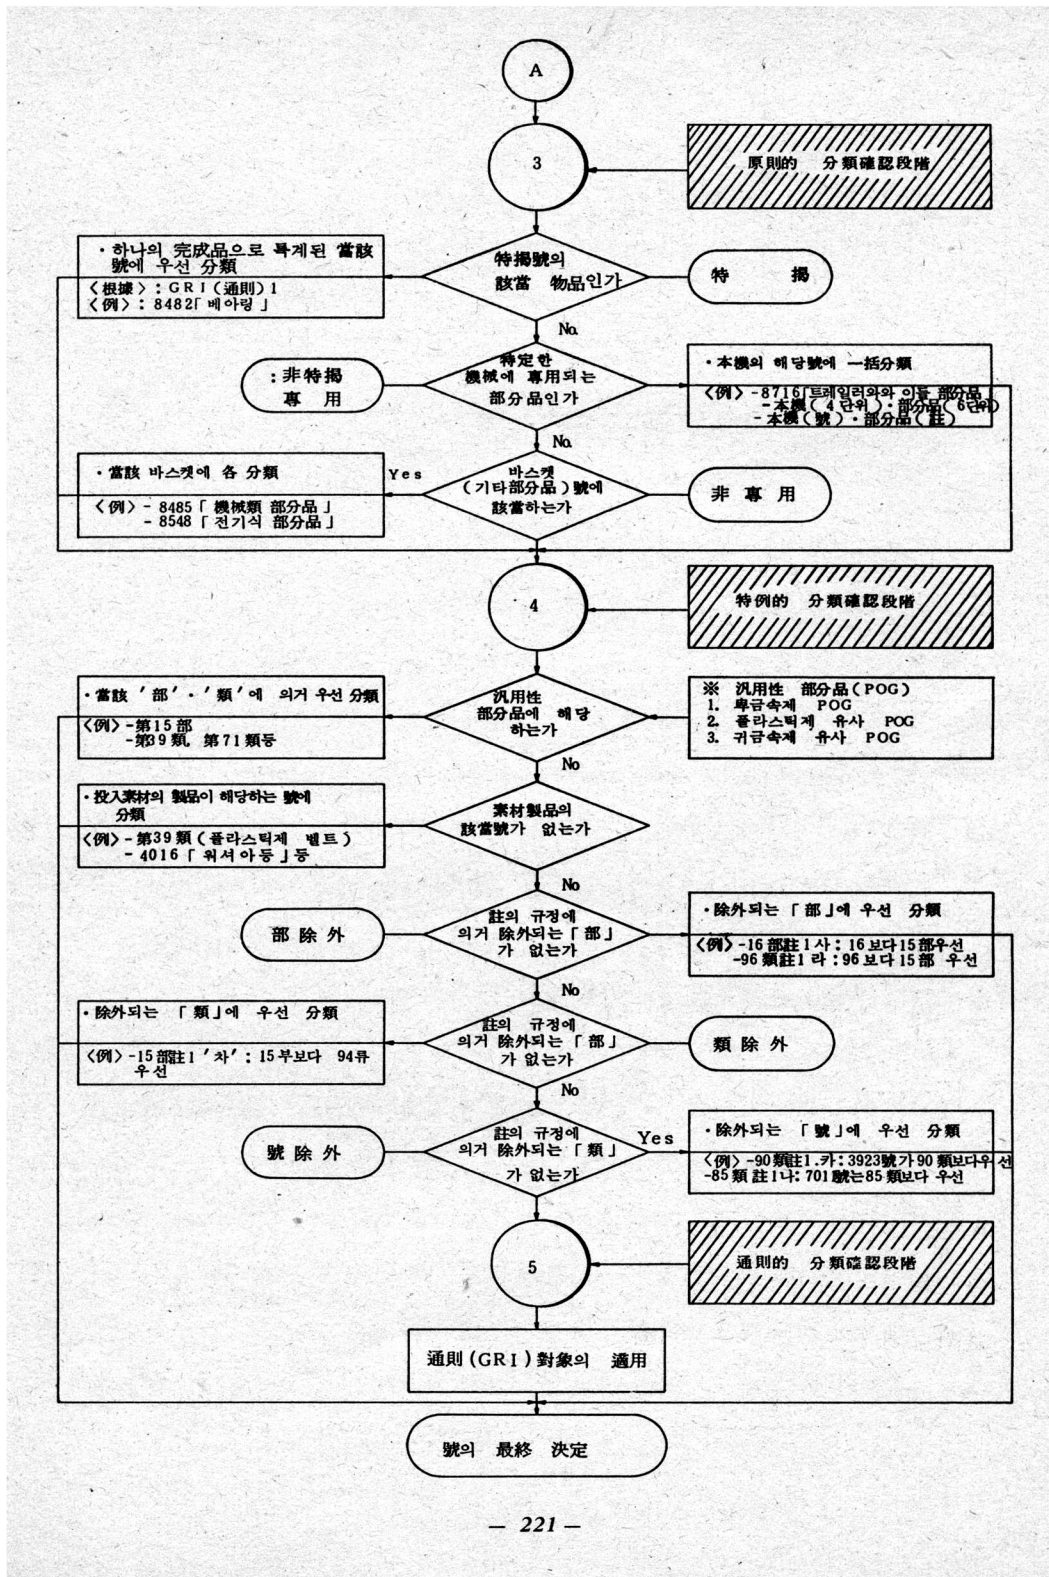 A
3
原則的 分類確認段階
· 하나의 完成品으로 특게된 當該
號에 우선 分類
〈根據〉: GRI(通則) 1
〈例〉: 8482「베아링」
特揭號의
該當 物品인가
特 揭
No.
:非特揭
專 用
特定한
機械에 專用되는
部分品인가
· 本機의 해당號에 一括分類
〈例〉-8716「트레일러와와 이들 部分品
-本機(4단위)·部分品(6단위)
-本機(號)·部分品(註)
No.
· 當該 바스켓에 各 分類
〈例〉- 8485「機械類 部分品」
- 8548「전기식 部分品」
Yes
바스켓
(기타部分品)號에
該當하는가
非 專 用
4
特例的 分類確認段階
· 當該 '部'·'類'에 의거 우선 分類
〈例〉-第15部
-第39類, 第71類등
汎用性
部分品에 해당
하는가
※ 汎用性 部分品(POG)
1. 卑금속제 POG
2. 플라스틱제 유사 POG
3. 귀금속제 유사 POG
No
· 投入素材의 製品이 해당하는 號에
分類
〈例〉-第39類(플라스틱제 벨트)
- 4016「워셔아등」등
素材製品의
該當號가 없는가
No
部 除 外
註의 규정에
의거 除外되는「部」
가 없는가
· 除外되는「部」에 우선 分類
〈例〉-16部註1사: 16보다15部우선
-96類註1라:96보다15部 우선
No
· 除外되는 「類」에 우선 分類
〈例〉-15部註1'차': 15부보다 94류
우선
註의 규정에
의거 除外되는「部」
가 없는가
類 除 外
No
號 除 外
註의 규정에
의거 除外되는「類」
가 없는가
Yes
· 除外되는 「號」에 우선 分類
〈例〉-90類註1.카:3923號가90類보다우선
-85類註1나:701號는85類보다 우선
5
通則的 分類確認段階
通則(GRI)對象의 適用
號의 最終 決定
— 221 —